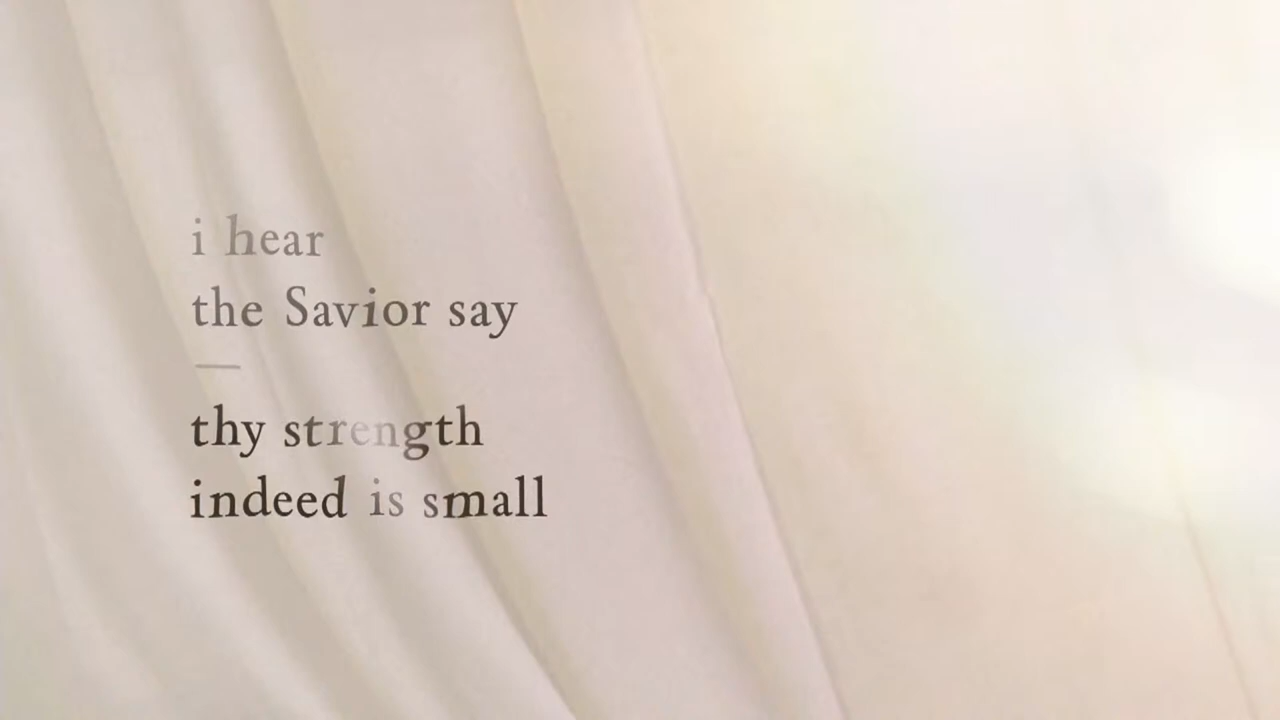 i hear
the Savior say
—
thy strength
indeed is small